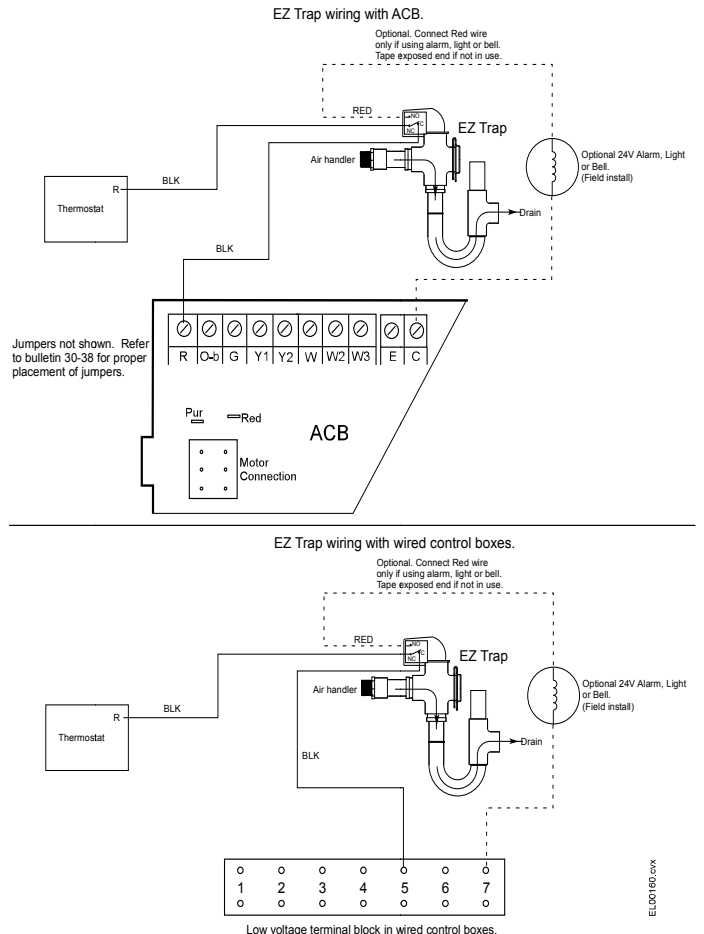 EZ Trap wiring with ACB.
Optional. Connect Red wire
only if using alarm, light or bell.
Tape exposed end if not in use.
RED
NO
C
NC
EZ Trap
Air handler
Optional 24V Alarm, Light
or Bell.
(Field install)
R
BLK
Thermostat
Drain
BLK
Jumpers not shown. Refer
to bulletin 30-38 for proper
placement of jumpers.
R O-b G Y1 Y2 W W2 W3 E C
Pur
Red
ACB
Motor
Connection
EZ Trap wiring with wired control boxes.
Optional. Connect Red wire
only if using alarm, light or bell.
Tape exposed end if not in use.
RED
NO
C
NC
EZ Trap
Air handler
Optional 24V Alarm, Light
or Bell.
(Field install)
R
BLK
Thermostat
Drain
BLK
1 2 3 4 5 6 7
Low voltage terminal block in wired control boxes.
EL00160.cvx